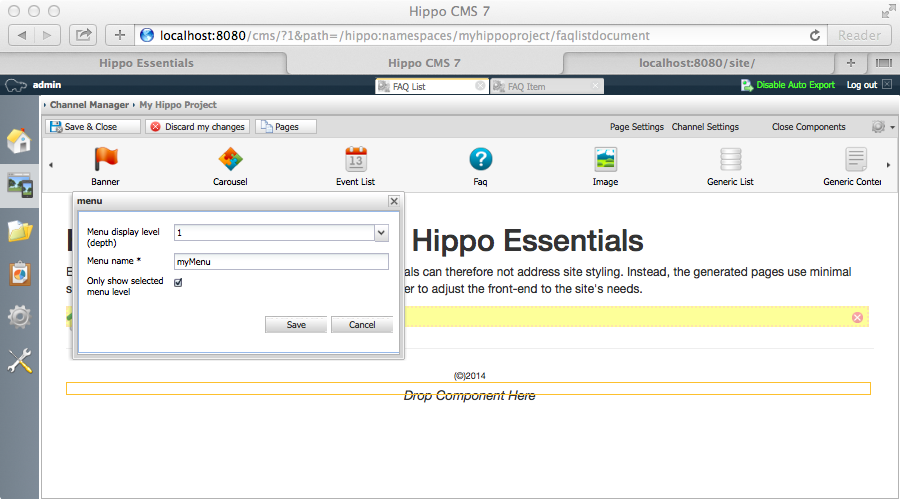 Hippo CMS 7
localhost:8080/cms/?1&path=/hippo:namespaces/myhippoproject/faqlistdocument
Reader
Hippo Essentials
Hippo CMS 7
localhost:8080/site/
admin
FAQ List
FAQ Item
Disable Auto Export
Log out
Channel Manager
My Hippo Project
Save & Close
Discard my changes
Pages
Page Settings
Channel Settings
Close Components
13
Banner
Carousel
Event List
Faq
Image
Generic List
Generic Conter
menu
Menu display level
(depth)
1
Menu name *
myMenu
Only show selected
menu level
Save
Cancel
Hippo Essentials
als can therefore not address site styling. Instead, the generated pages use minimal
er to adjust the front-end to the site's needs.
(©)2014
Drop Component Here